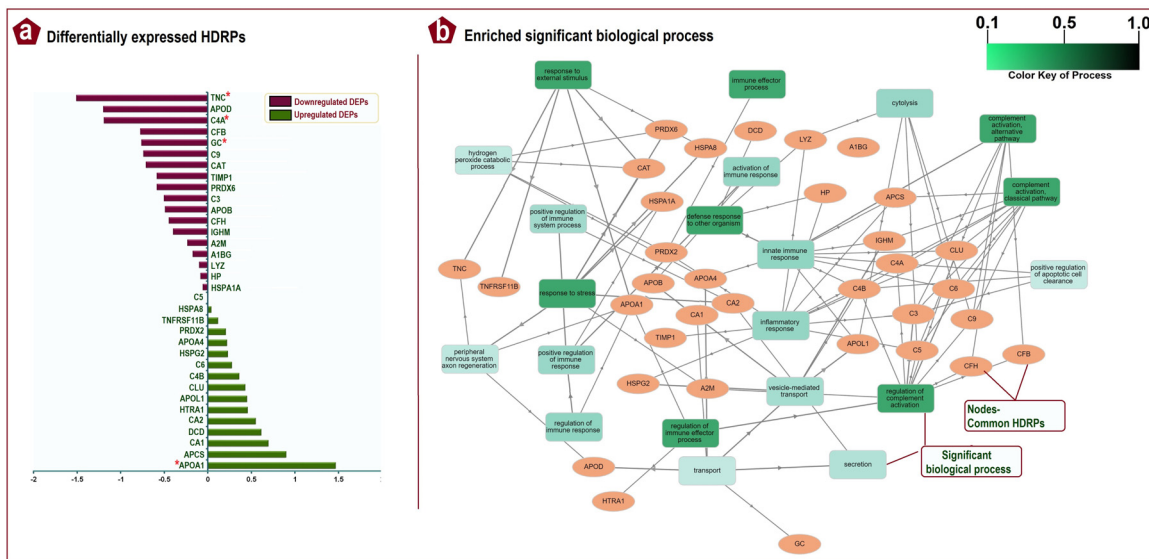 a Differentially expressed HDRPs
TNC*
APOD
C4A*
CFB
GC*
C9
CAT
TIMP1
PRDX6
C3
APOB
CFH
IGHM
A2M
A1BG
LYZ
HP
HSPA1A
C5
HSPA8
TNFRSF11B
PRDX2
APOA4
HSPG2
C6
C4B
CLU
APOL1
HTRA1
CA2
DCD
CA1
APCS
*APOA1
Downregulated DEPs
Upregulated DEPs
-2 -1.5 -1 -0.5 0 0.5 1 1.5
b Enriched significant biological process
0.1 0.5 1.0
Color Key of Process
response to
external stimulus
immune effector
process
cytolysis
complement
activation,
alternative
pathway
PRDX6
DCD
LYZ
HSPA8
A1BG
hydrogen
peroxide catabolic
process
CAT
activation of
immune response
complement
activation,
classical pathway
HSPA1A
HP
APCS
positive regulation
of immune
system process
defense response
to other organism
IGHM
PRDX2
innate immune
response
CLU
TNC
TNFRSF11B
APOB
APOA4
C4A
positive regulation
of apoptotic cell
clearance
response to stress
APOA1
CA2
C4B
C6
CA1
C3
C9
TIMP1
inflammatory
response
APOL1
C5
peripheral
nervous system
axon regeneration
positive regulation
of immune
response
CFH
CFB
HSPG2
A2M
vesicle-mediated
transport
regulation of
complement
activation
Nodes-
Common HDRPs
regulation of
immune response
regulation of
immune effector
process
APOD
transport
secretion
Significant
biological process
HTRA1
GC